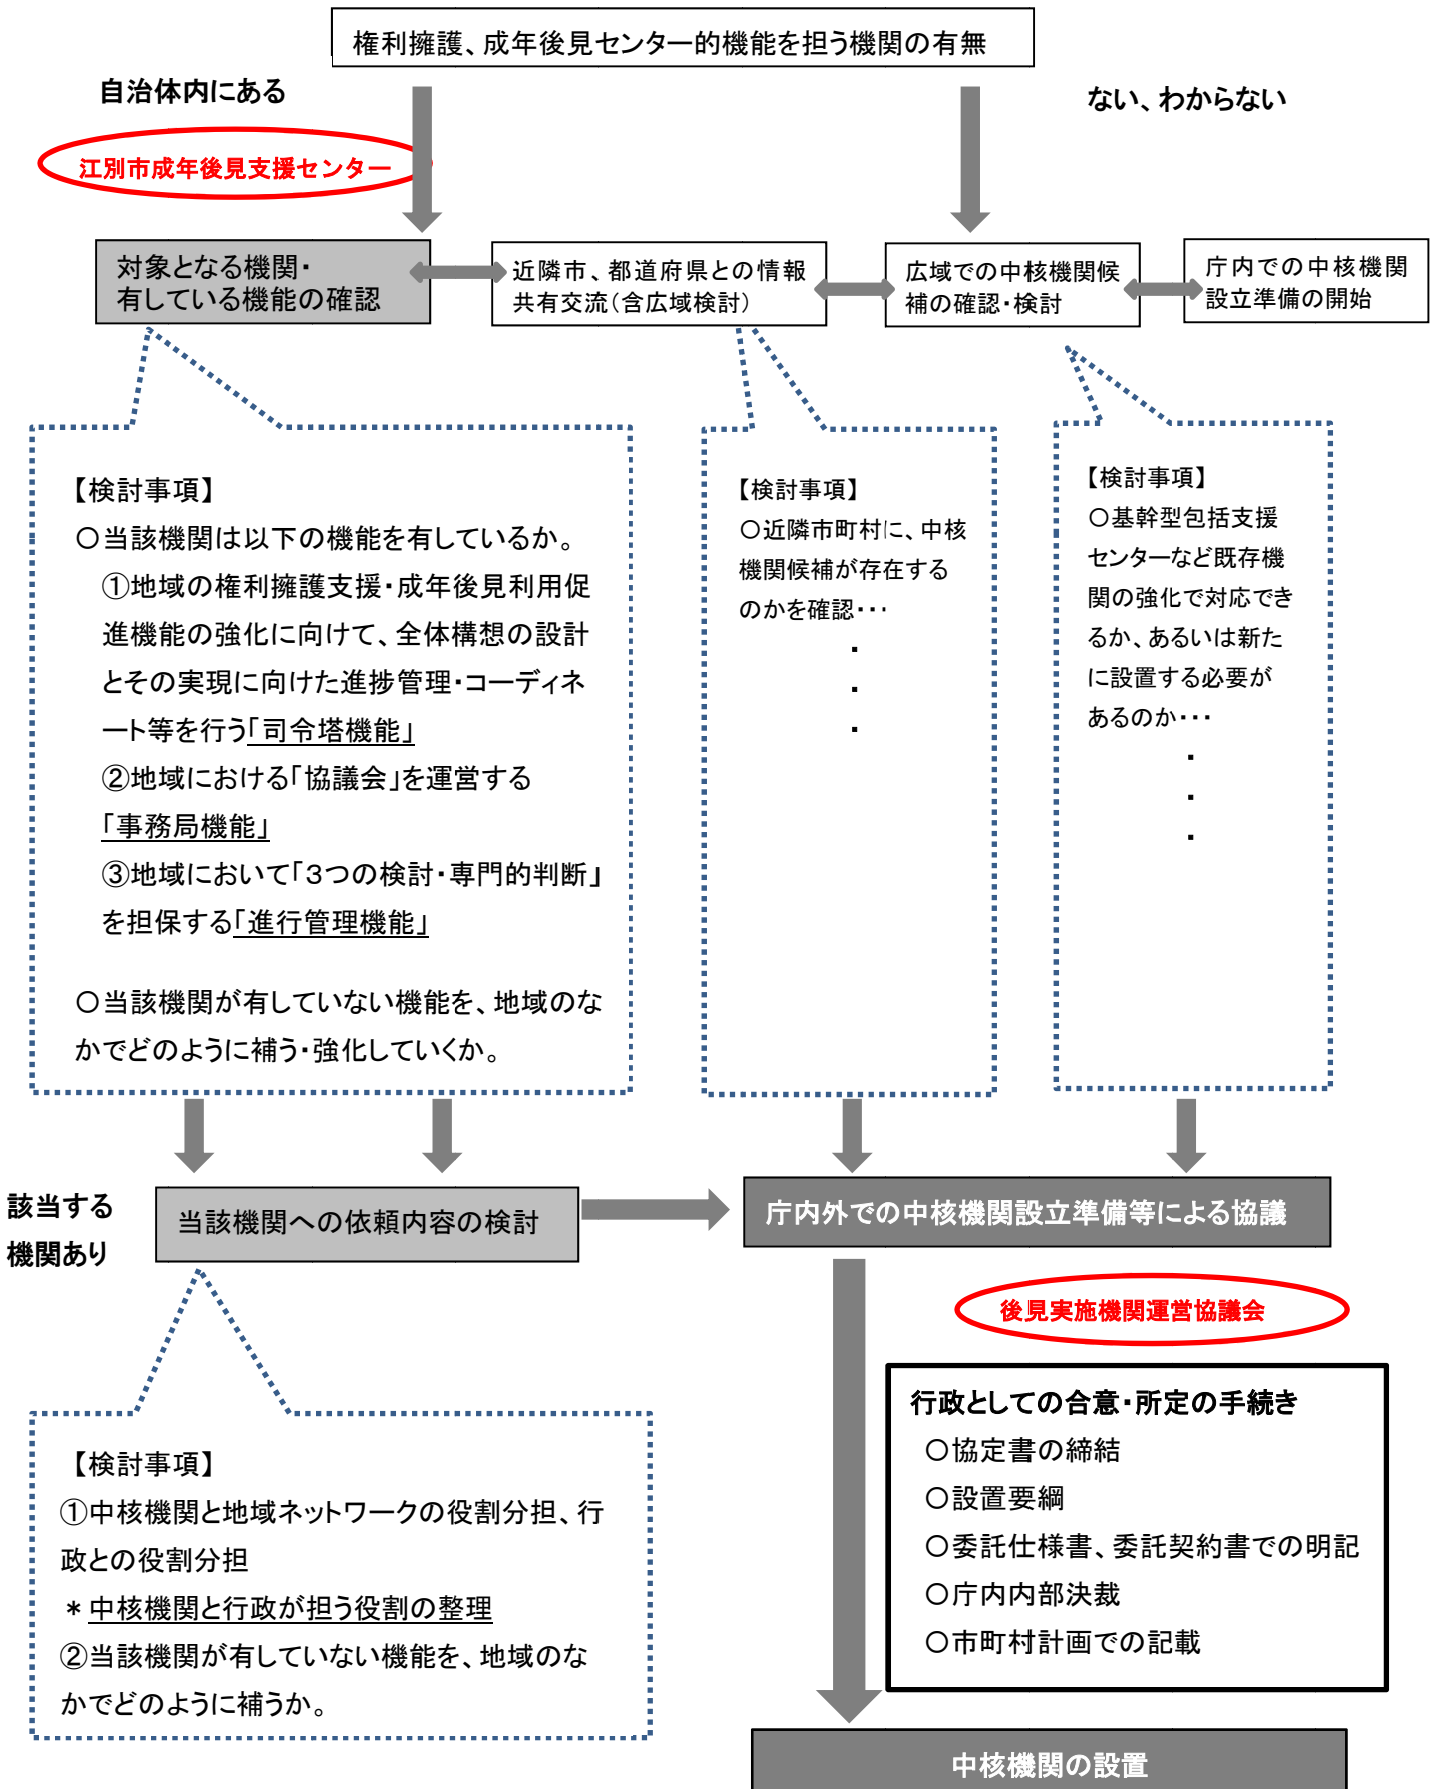 権利擁護、成年後見センター的機能を担う機関の有無
自治体内にある
ない、わからない
江別市成年後見支援センター
対象となる機関・
有している機能の確認
近隣市、都道府県との情報
共有交流(含広域検討)
広域での中核機関候
補の確認・検討
庁内での中核機関
設立準備の開始
【検討事項】
○当該機関は以下の機能を有しているか。
①地域の権利擁護支援・成年後見利用促
進機能の強化に向けて、全体構想の設計
とその実現に向けた進捗管理・コーディネ
ート等を行う「司令塔機能」
②地域における「協議会」を運営する
「事務局機能」
③地域において「3つの検討・専門的判断」
を担保する「進行管理機能」
○当該機関が有していない機能を、地域のな
かでどのように補う・強化していくか。
【検討事項】
○近隣市町村に、中核
機関候補が存在する
のかを確認・・・
・
・
・
【検討事項】
○基幹型包括支援
センターなど既存機
関の強化で対応でき
るか、あるいは新た
に設置する必要が
あるのか・・・
・
・
・
該当する
機関あり
当該機関への依頼内容の検討
庁内外での中核機関設立準備等による協議
後見実施機関運営協議会
【検討事項】
①中核機関と地域ネットワークの役割分担、行
政との役割分担
*中核機関と行政が担う役割の整理
②当該機関が有していない機能を、地域のな
かでどのように補うか。
行政としての合意・所定の手続き
○協定書の締結
○設置要綱
○委託仕様書、委託契約書での明記
○庁内内部決裁
○市町村計画での記載
中核機関の設置